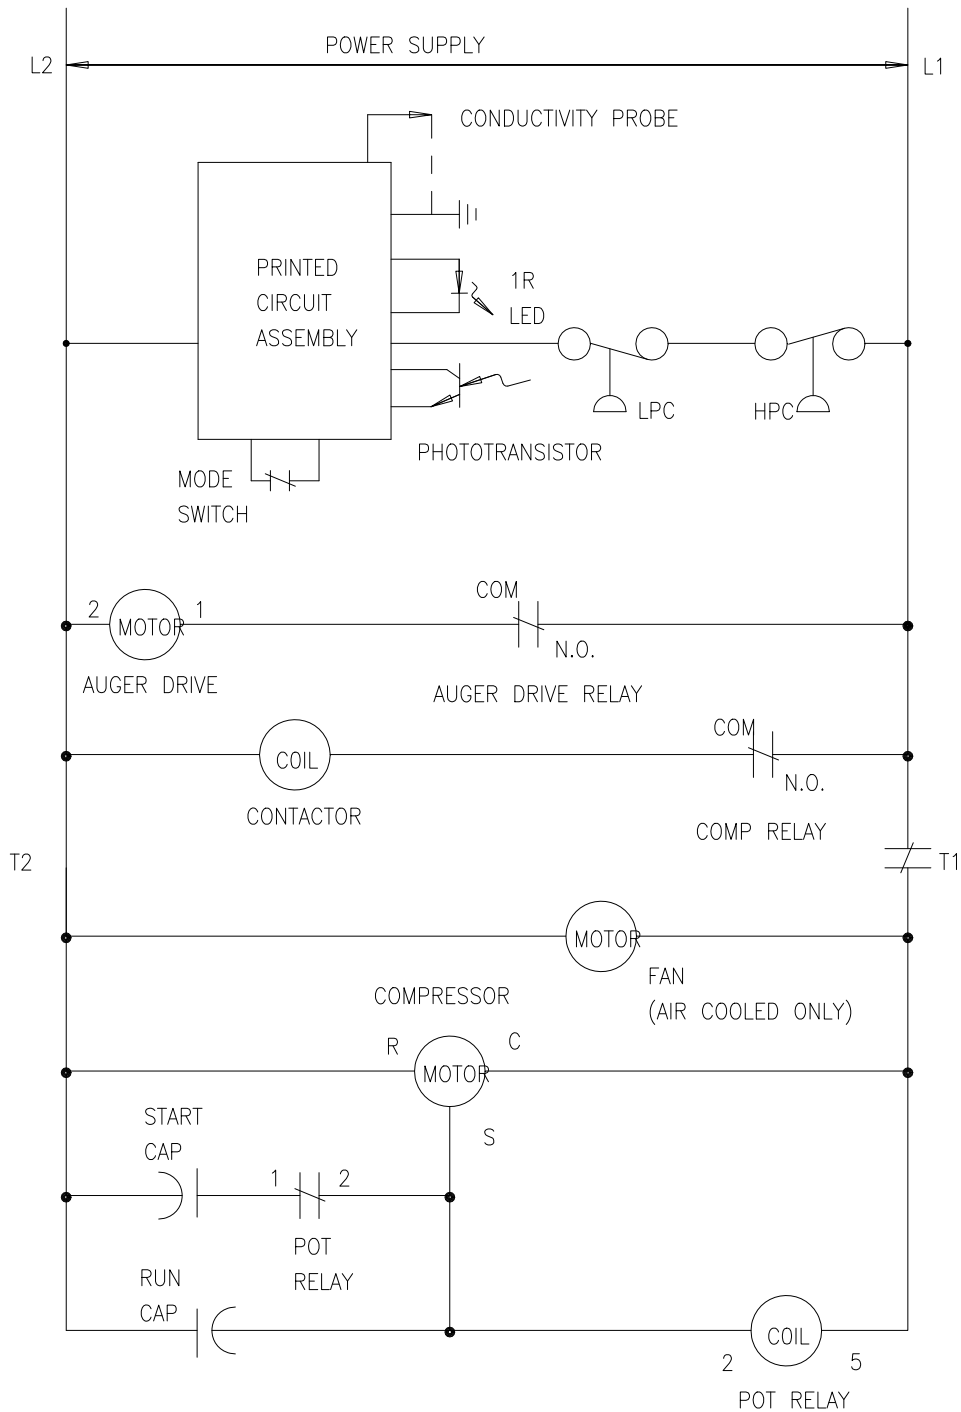 POWER SUPPLY
L2
L1
CONDUCTIVITY PROBE
PRINTED
CIRCUIT
ASSEMBLY
1R
LED
LPC
HPC
PHOTOTRANSISTOR
MODE
SWITCH
COM
2
MOTOR
1
N.O.
AUGER DRIVE
AUGER DRIVE RELAY
COM
COIL
N.O.
CONTACTOR
COMP RELAY
T2
T1
MOTOR
FAN
(AIR COOLED ONLY)
COMPRESSOR
R
C
MOTOR
S
START
CAP
1
2
POT
RELAY
RUN
CAP
COIL
2
5
POT RELAY